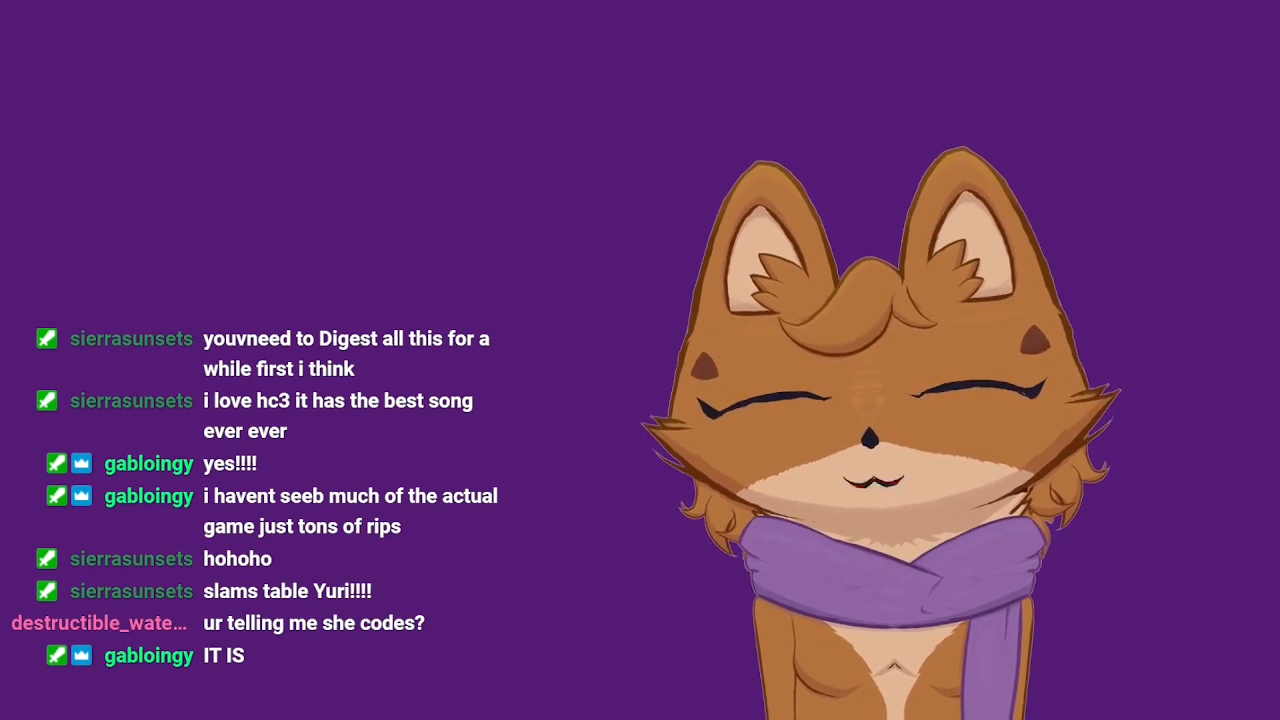 sierrasunsets youvneed to Digest all this for a
while first i think
sierrasunsets i love hc3 it has the best song
ever ever
gabloingy yes!!!!
gabloingy i havent seeb much of the actual
game just tons of rips
sierrasunsets hohoho
sierrasunsets slams table Yuri!!!!
destructible_wate... ur telling me she codes?
gabloingy IT IS